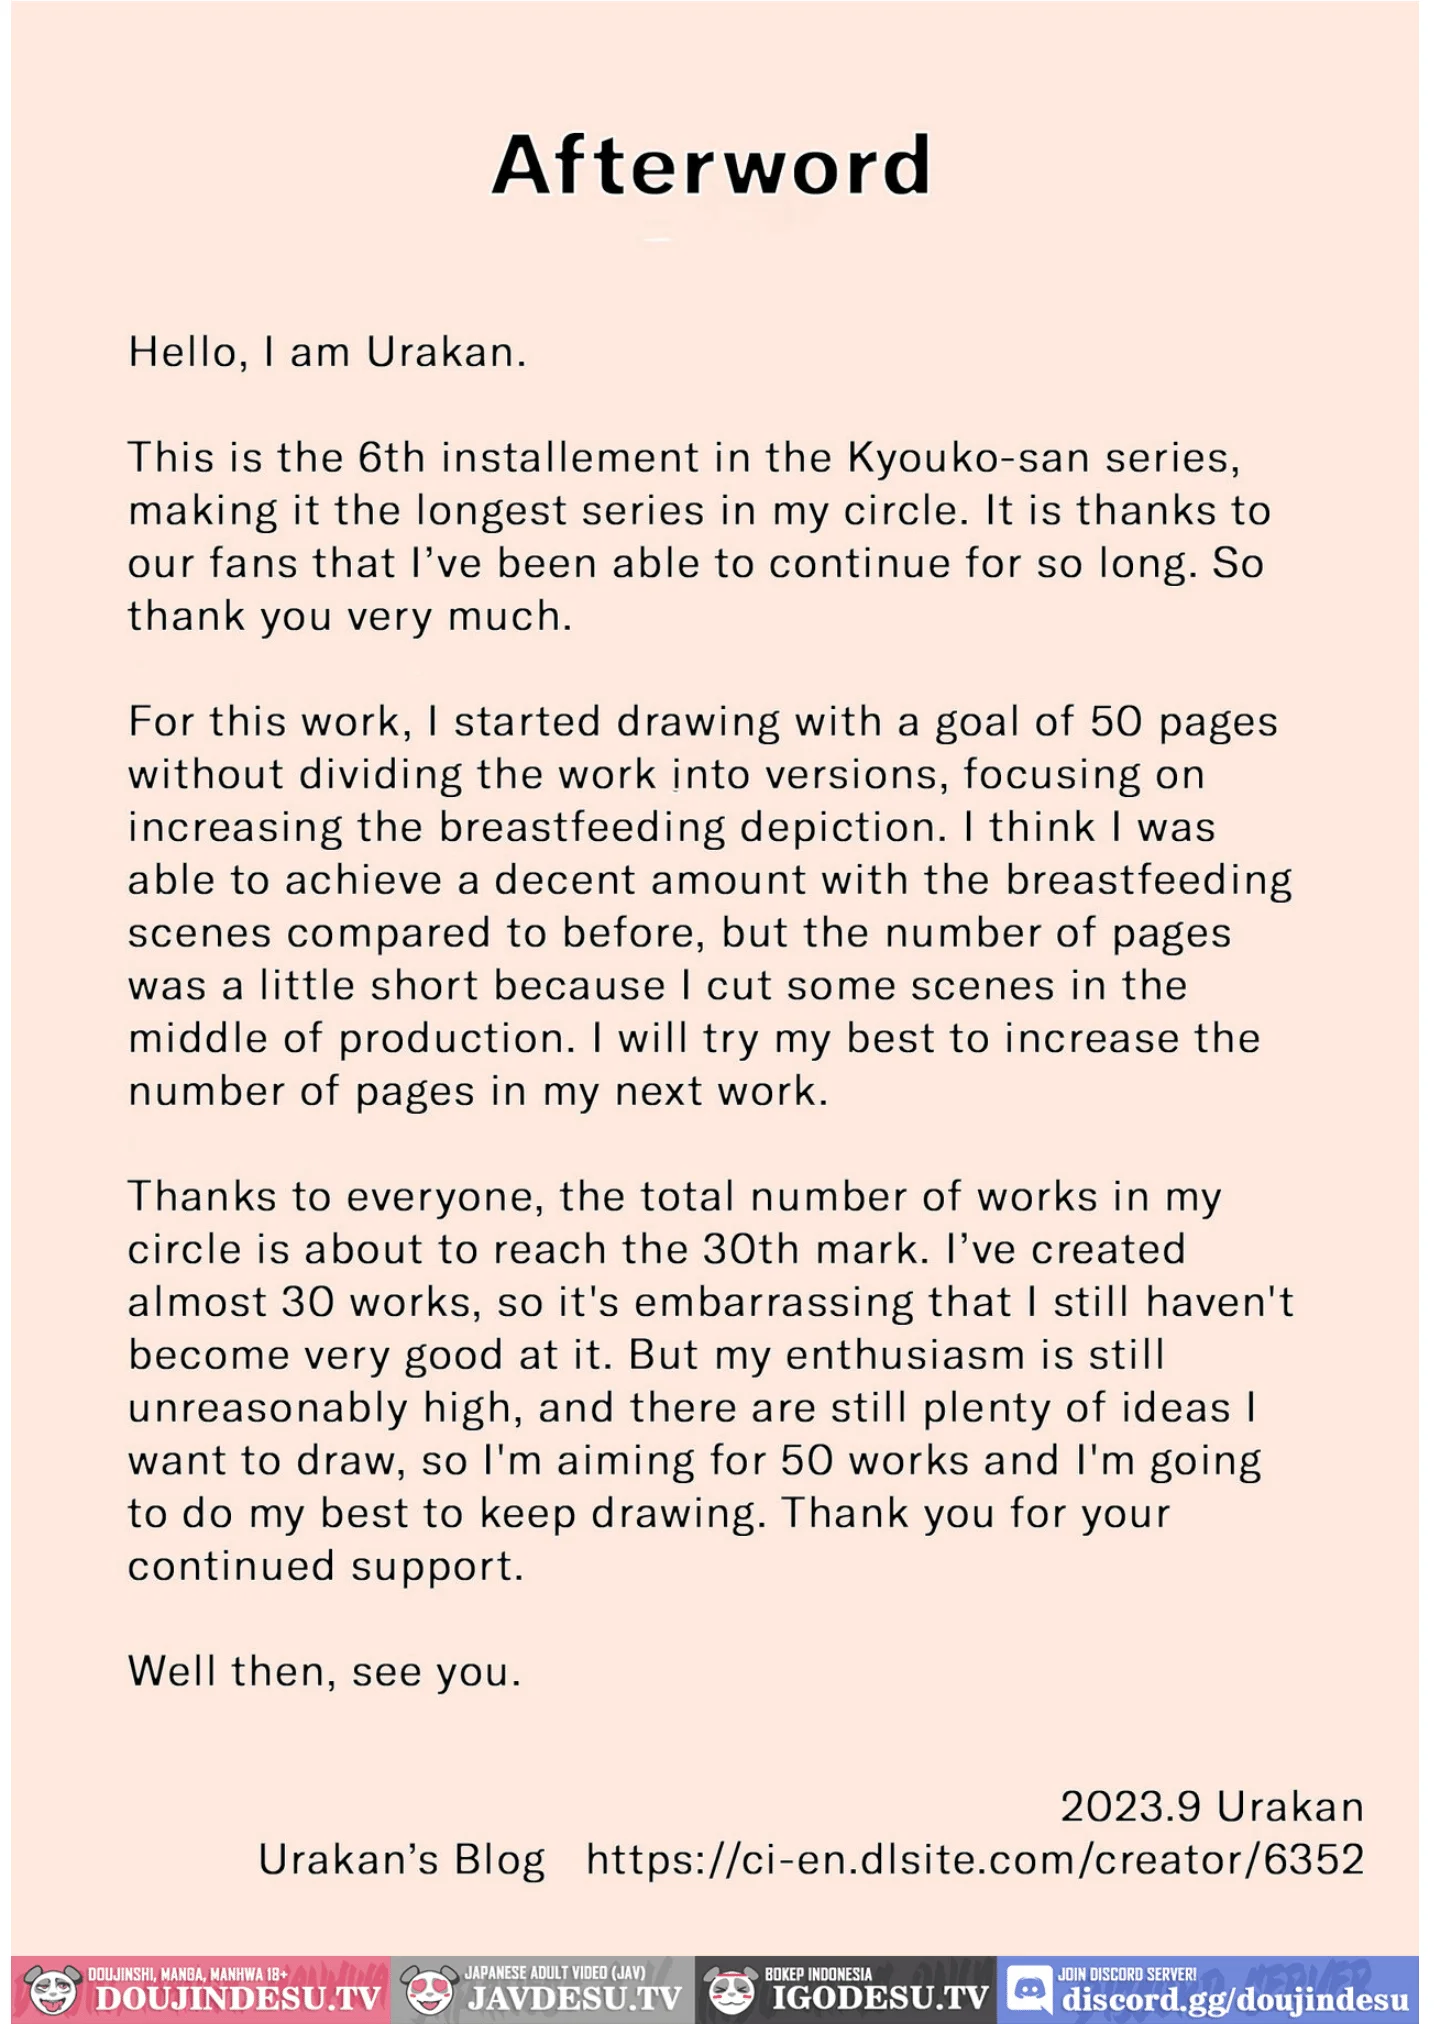 Afterword
Hello, I am Urakan.
This is the 6th installement in the Kyouko-san series,
making it the longest series in my circle. It is thanks to
our fans that I’ve been able to continue for so long. So
thank you very much.
For this work, I started drawing with a goal of 50 pages
without dividing the work into versions, focusing on
increasing the breastfeeding depiction. I think I was
able to achieve a decent amount with the breastfeeding
scenes compared to before, but the number of pages
was a little short because I cut some scenes in the
middle of production. I will try my best to increase the
number of pages in my next work.
Thanks to everyone, the total number of works in my
circle is about to reach the 30th mark. I’ve created
almost 30 works, so it's embarrassing that I still haven't
become very good at it. But my enthusiasm is still
unreasonably high, and there are still plenty of ideas I
want to draw, so I'm aiming for 50 works and I'm going
to do my best to keep drawing. Thank you for your
continued support.
Well then, see you.
2023.9 Urakan
Urakan’s Blog https://ci-en.dlsite.com/creator/6352
DOUJINSHI, MANGA, MANHWA 18+
DOUJINDESU.TV
JAPANESE ADULT VIDEO (JAV)
JAVDESU.TV
BOKEP INDONESIA
IGODESU.TV
JOIN DISCORD SERVER!
discord.gg/doujindesu